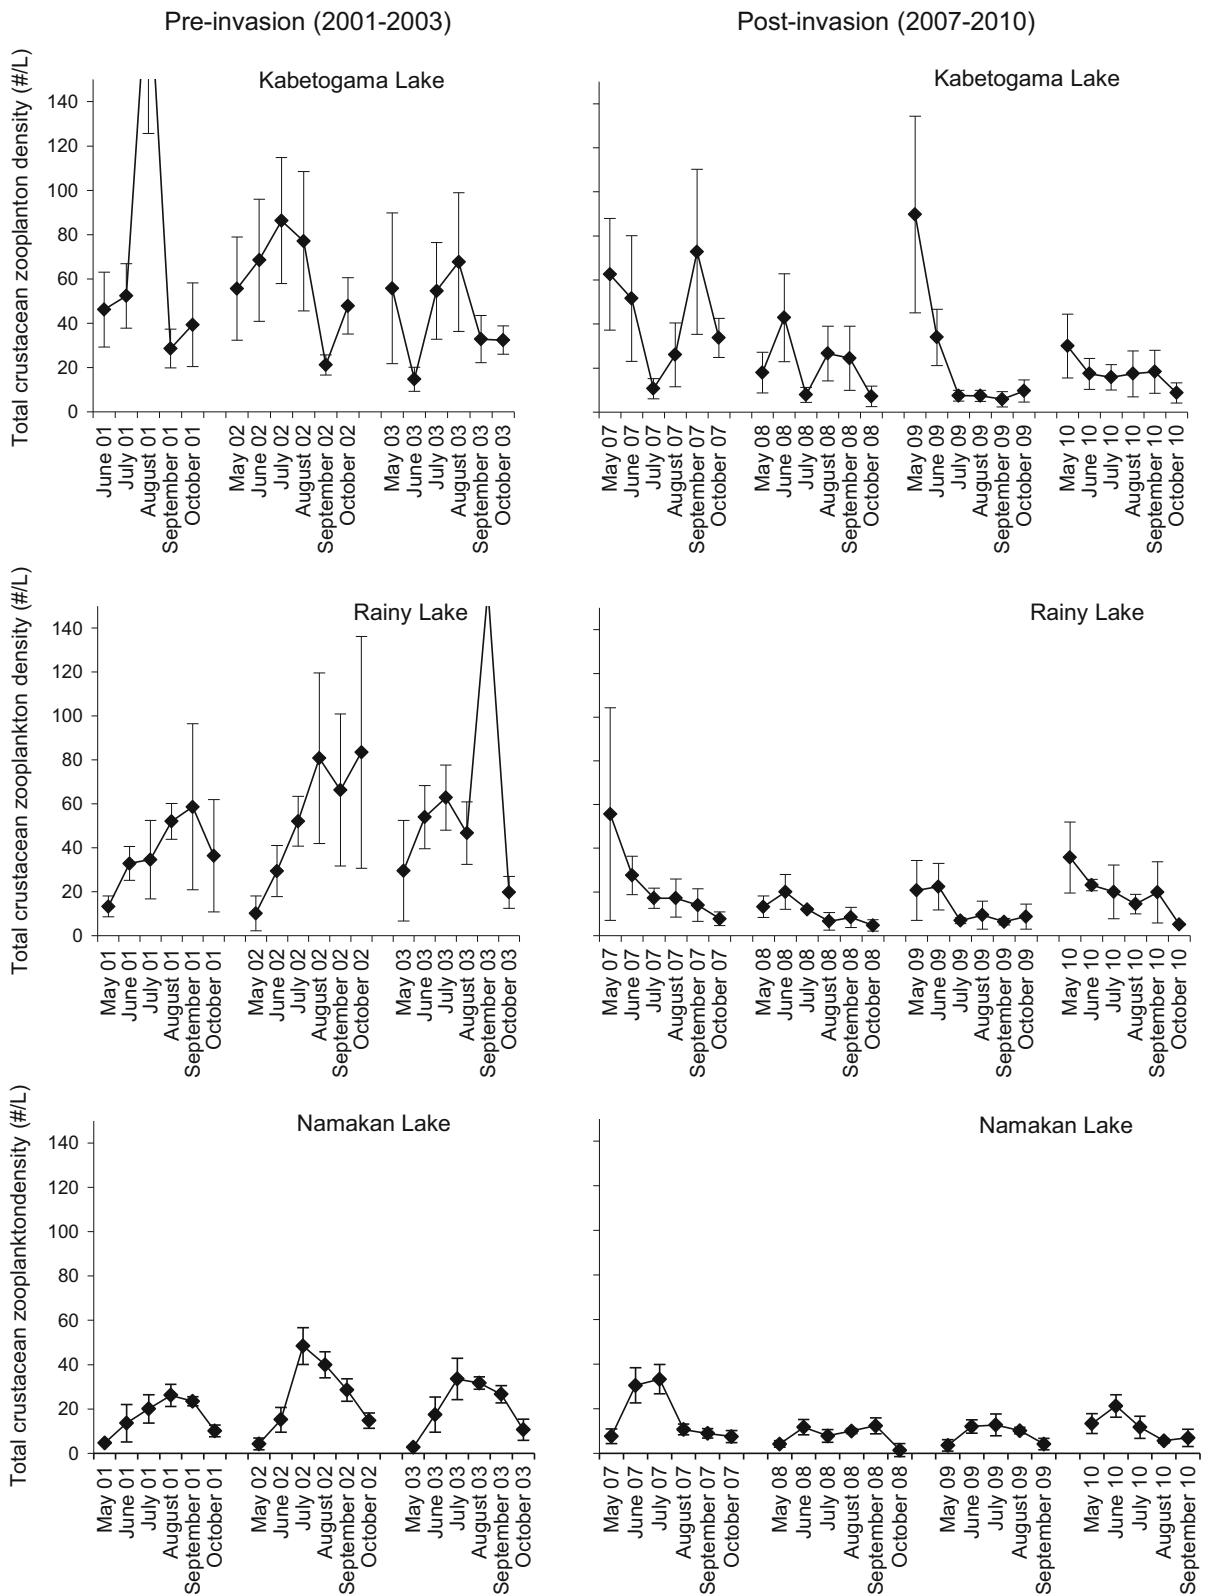 Pre-invasion (2001-2003)
Post-invasion (2007-2010)
Total crustacean zooplanton density (#/L)
Kabetogama Lake
140
120
100
80
60
40
20
0
June 01
July 01
August 01
September 01
October 01
May 02
June 02
July 02
August 02
September 02
October 02
May 03
June 03
July 03
August 03
September 03
October 03
Kabetogama Lake
May 07
June 07
July 07
August 07
September 07
October 07
May 08
June 08
July 08
August 08
September 08
October 08
May 09
June 09
July 09
August 09
September 09
October 09
May 10
June 10
July 10
August 10
September 10
October 10
Total crustacean zooplankton density (#/L)
Rainy Lake
140
120
100
80
60
40
20
0
May 01
June 01
July 01
August 01
September 01
October 01
May 02
June 02
July 02
August 02
September 02
October 02
May 03
June 03
July 03
August 03
September 03
October 03
Rainy Lake
May 07
June 07
July 07
August 07
September 07
October 07
May 08
June 08
July 08
August 08
September 08
October 08
May 09
June 09
July 09
August 09
September 09
October 09
May 10
June 10
July 10
August 10
September 10
October 10
Total crustacean zooplanktondensity (#/L)
Namakan Lake
140
120
100
80
60
40
20
0
May 01
June 01
July 01
August 01
September 01
October 01
May 02
June 02
July 02
August 02
September 02
October 02
May 03
June 03
July 03
August 03
September 03
October 03
Namakan Lake
May 07
June 07
July 07
August 07
September 07
October 07
May 08
June 08
July 08
August 08
September 08
October 08
May 09
June 09
July 09
August 09
September 09
May 10
June 10
July 10
August 10
September 10